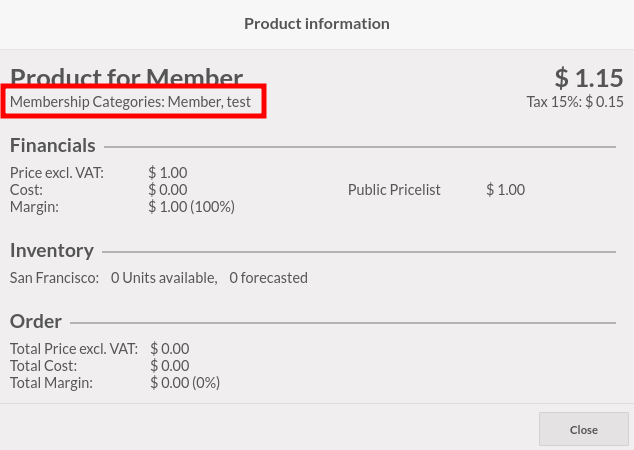 Product information
Product for Member
$ 1.15
Membership Categories: Member, test
Tax 15%: $ 0.15
Financials
Price excl. VAT: $ 1.00
Cost: $ 0.00 Public Pricelist $ 1.00
Margin: $ 1.00 (100%)
Inventory
San Francisco: 0 Units available, 0 forecasted
Order
Total Price excl. VAT: $ 0.00
Total Cost: $ 0.00
Total Margin: $ 0.00 (0%)
Close